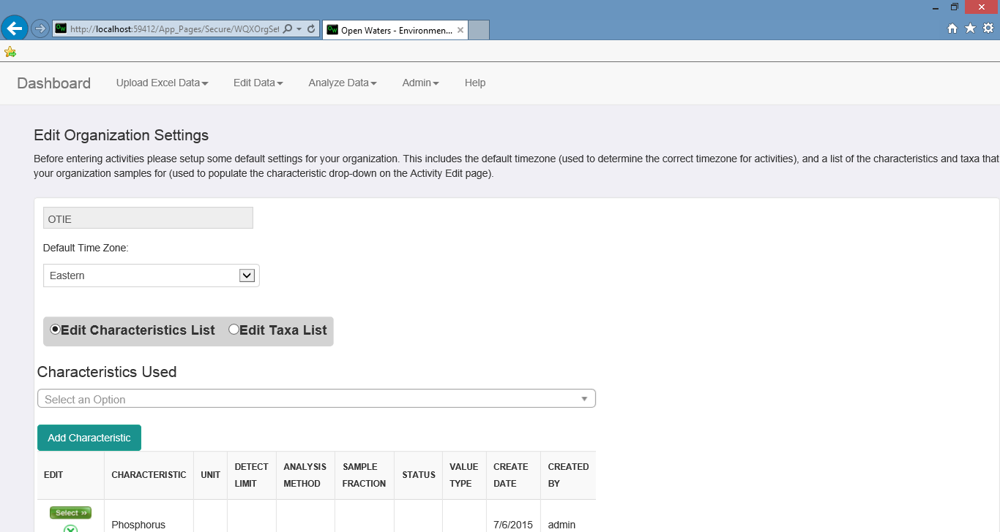 http://localhost:59412/App_Pages/Secure/WQXOrgSet
Open Waters - Environmen...
Dashboard Upload Excel Data Edit Data Analyze Data Admin Help
Edit Organization Settings
Before entering activities please setup some default settings for your organization. This includes the default timezone (used to determine the correct timezone for activities), and a list of the characteristics and taxa that
your organization samples for (used to populate the characteristic drop-down on the Activity Edit page).
OTIE
Default Time Zone:
Eastern
Edit Characteristics List Edit Taxa List
Characteristics Used
Select an Option
Add Characteristic
EDIT CHARACTERISTIC UNIT DETECT LIMIT ANALYSIS METHOD SAMPLE FRACTION STATUS VALUE TYPE CREATE DATE CREATED BY
Select »
Phosphorus 7/6/2015 admin